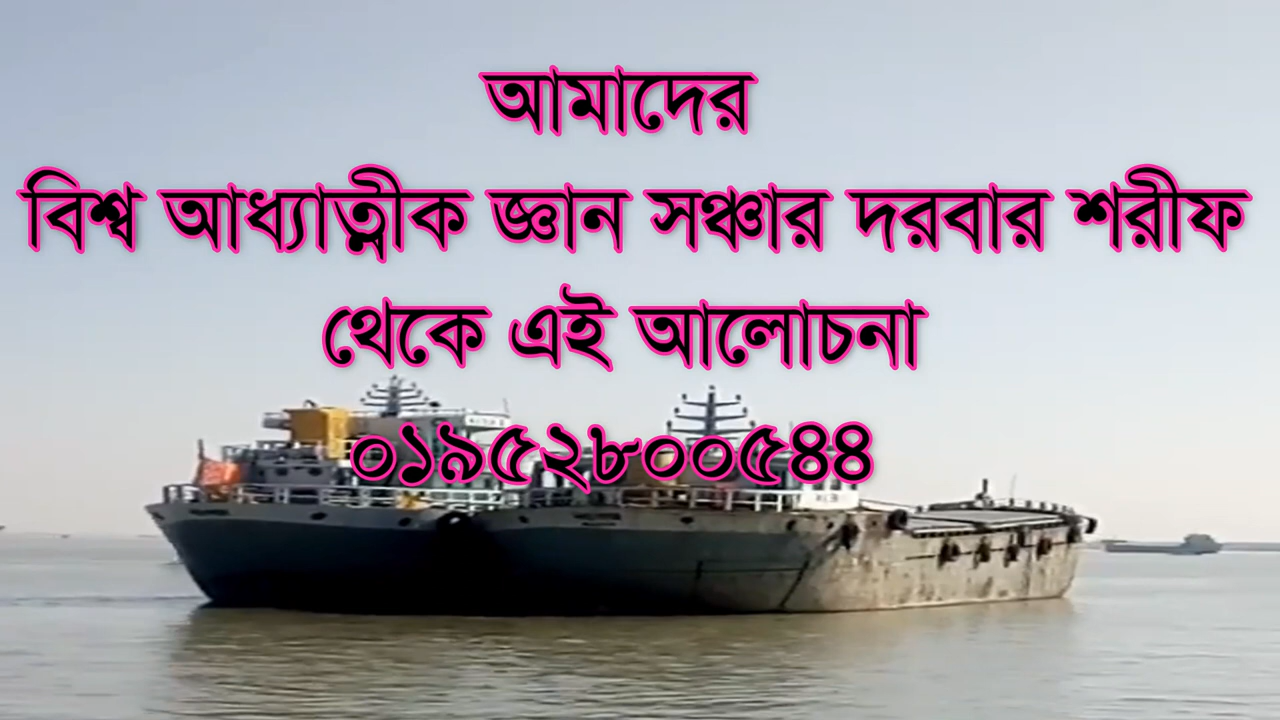 আমাদের
বিশ্ব আধ্যাত্নীক জ্ঞান সঞ্চার দরবার শরীফ
থেকে এই আলোচনা
০১৯৫২৮০০৫৪৪